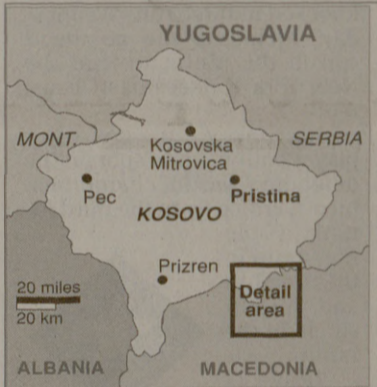 YUGOSLAVIA
MONT.
Kosovska
Mitrovica
SERBIA
Pec
Pristina
KOSOVO
Prizren
Detail
area
20 miles
20 km
ALBANIA
MACEDONIA